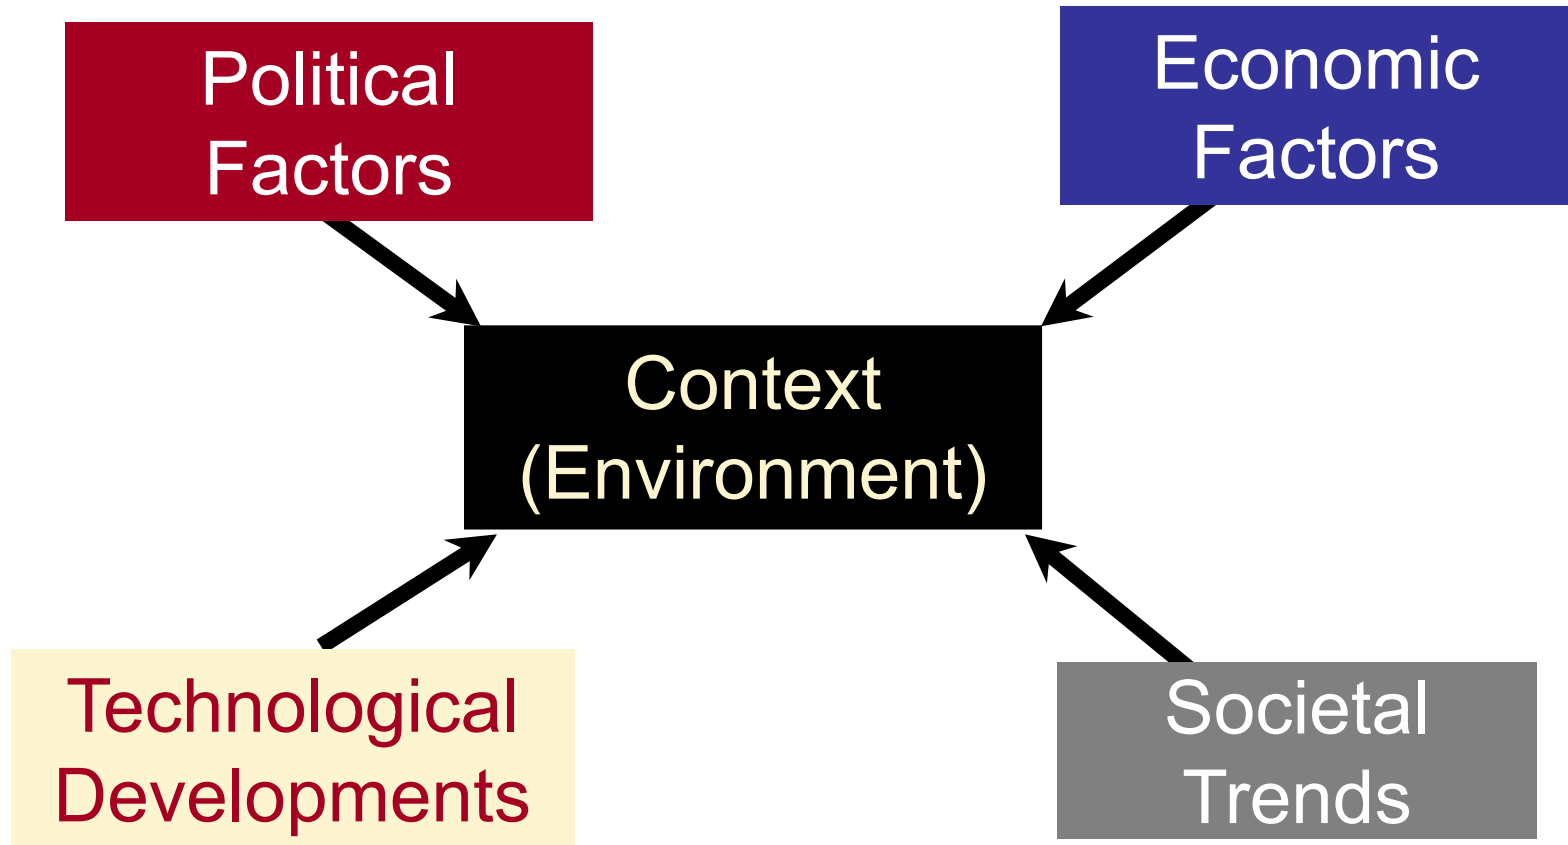 Political
Factors
Economic
Factors
Context
(Environment)
Technological
Developments
Societal
Trends